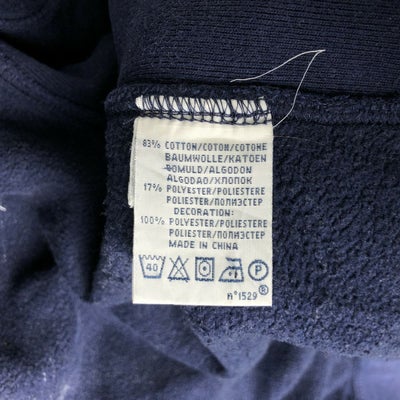 83% COTTON/COTON/COTONE
BAUMWOLLE/KATOEN
BOMULD/ALGODON
ALGODAO/ХЛОПОК
17% POLYESTER/POLIESTERE
POLIESTER/ПОЛИЭСТЕР
DECORATION:
100% POLYESTER/POLIESTERE
POLIESTER/ПОЛИЭСТЕР
MADE IN CHINA
40 P
n°1529 ®